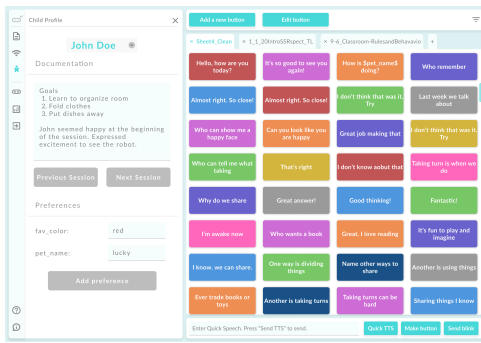 Child Profile
×
John Doe
Documentation
Goals
1. Learn to organize room
2. Fold clothes
3. Put dishes away
John seemed happy at the beginning
of the session. Expressed
excitement to see the robot.
Previous Session
Next Session
Preferences
fav_color:
red
pet_name:
lucky
Add preference
Add a new button
Edit button
× Sheet4_Clean
× 1_1_20IntroSSRspect_TL
× 9-6_Classroom-RulesandBehavavio
+
Hello, how are you
today?
It's so good to see you
again!
How is $pet_name$
doing?
Who remember
Almost right. So close!
Almost right. So close!
I don't think that was it.
Try
Last week we talk
about
Who can show me a
happy face
Can you look like you
are happy
Great job making that
I don't think that was it.
Try
Who can tell me what
taking
That's right
I don't know aobut that
Taking turn is when we
do
Why do we share
Great answer!
Good thinking!
Fantastic!
I'm awake now
Who wants a book
Great, I love reading
It's fun to play and
imagine
I know, we can share.
One way is dividing
things
Name other ways to
share
Another is using things
Ever trade books or
toys
Another is taking turns
Taking turns can be
hard
Sharing things I know
Enter Quick Speech. Press "Send TTS" to send.
Quick TTS
Make button
Send blink